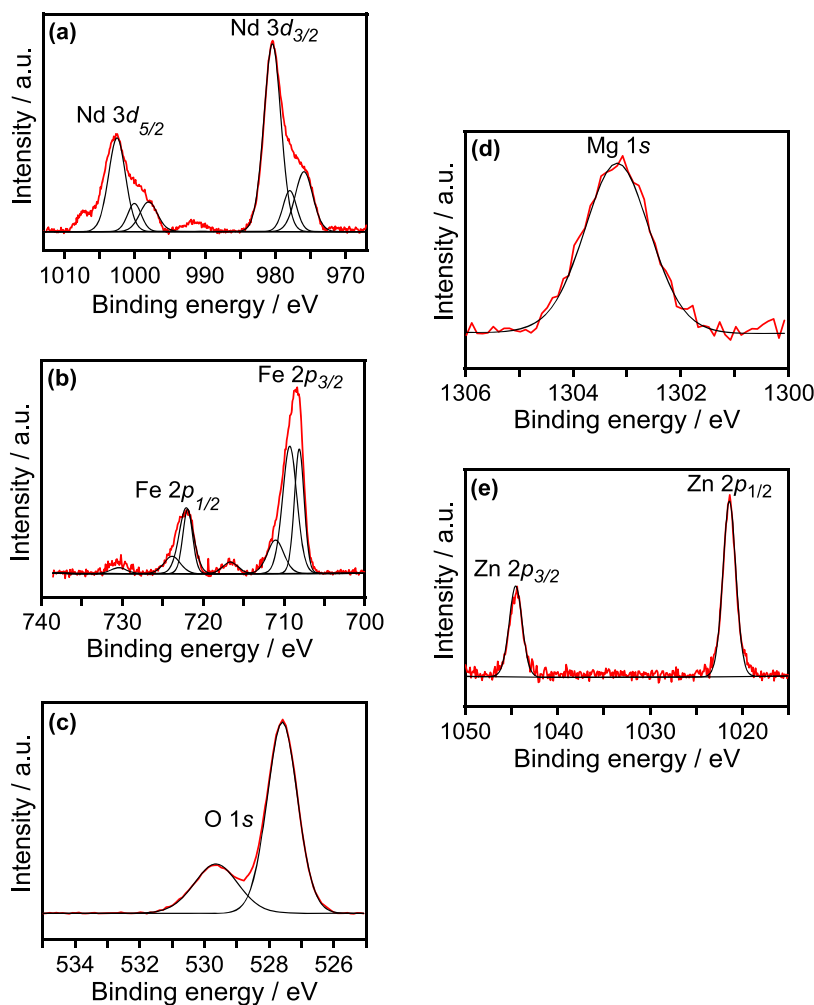 (a)
Nd 3d3/2
Nd 3d5/2
Intensity / a.u.
1010 1000 990 980 970
Binding energy / eV
(b)
Fe 2p3/2
Fe 2p1/2
Intensity / a.u.
740 730 720 710 700
Binding energy / eV
(c)
O 1s
Intensity / a.u.
534 532 530 528 526
Binding energy / eV
(d)
Mg 1s
Intensity / a.u.
1306 1304 1302 1300
Binding energy / eV
(e)
Zn 2p1/2
Zn 2p3/2
Intensity / a.u.
1050 1040 1030 1020
Binding energy / eV